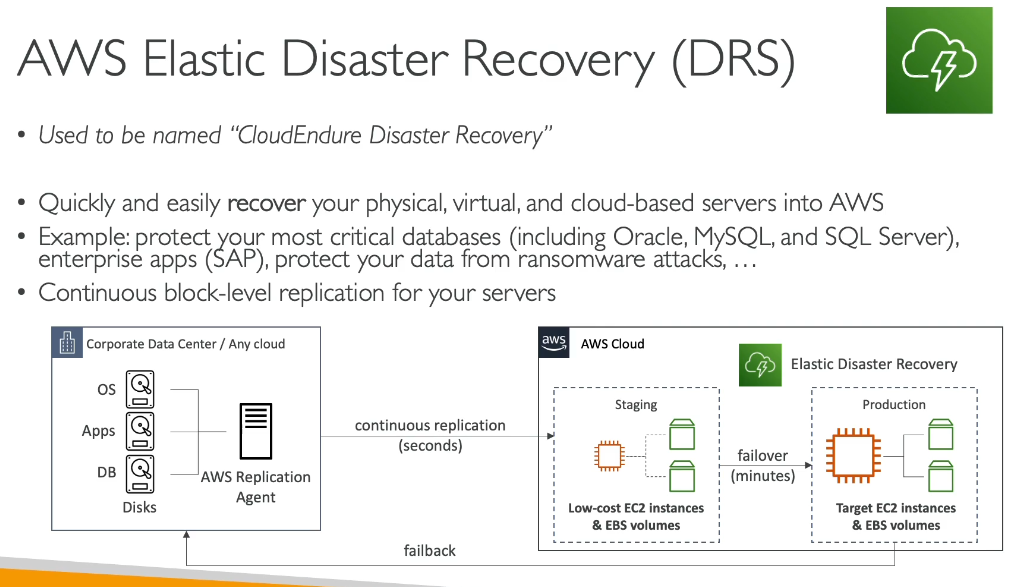 AWS Elastic Disaster Recovery (DRS)
• Used to be named “CloudEndure Disaster Recovery”
• Quickly and easily recover your physical, virtual, and cloud-based servers into AWS
• Example: protect your most critical databases (including Oracle, MySQL, and SQL Server),
enterprise apps (SAP), protect your data from ransomware attacks, …
• Continuous block-level replication for your servers
Corporate Data Center / Any cloud
OS
Apps
DB
Disks
AWS Replication
Agent
continuous replication
(seconds)
aws
AWS Cloud
Elastic Disaster Recovery
Staging
Low-cost EC2 instances
& EBS volumes
failover
(minutes)
Production
Target EC2 instances
& EBS volumes
failback